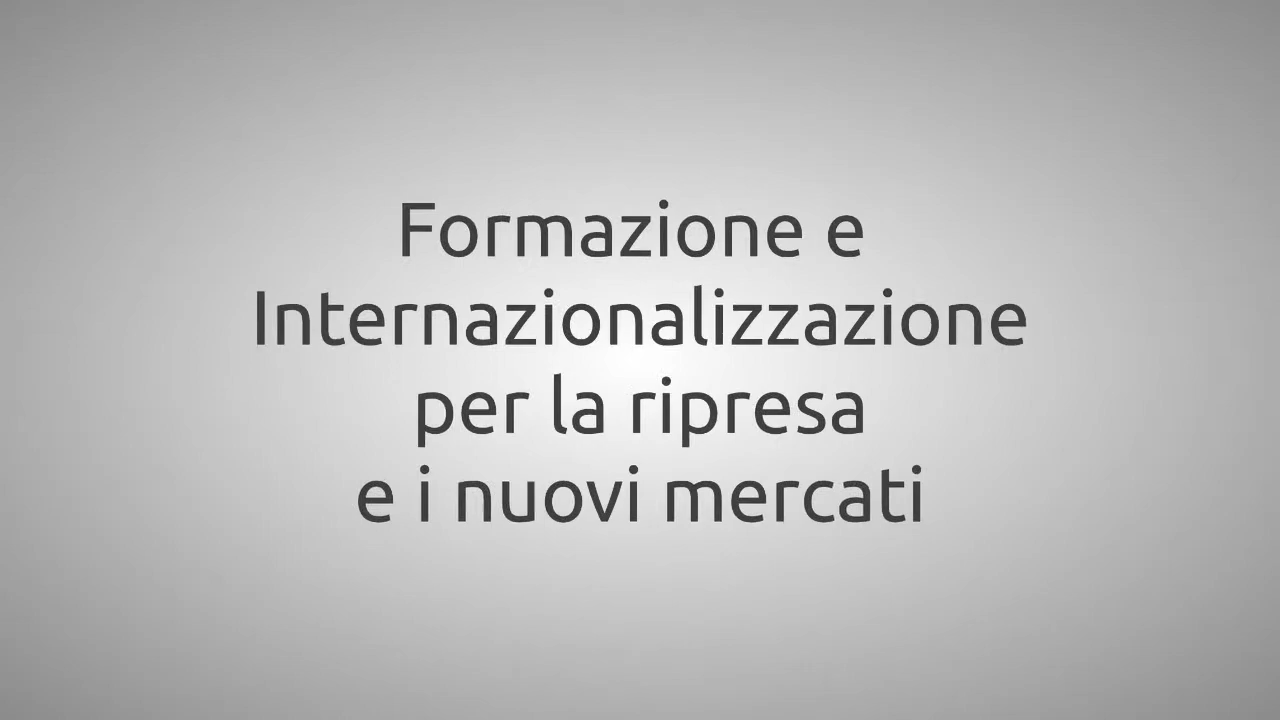 Formazione e
Internazionalizzazione
per la ripresa
e i nuovi mercati